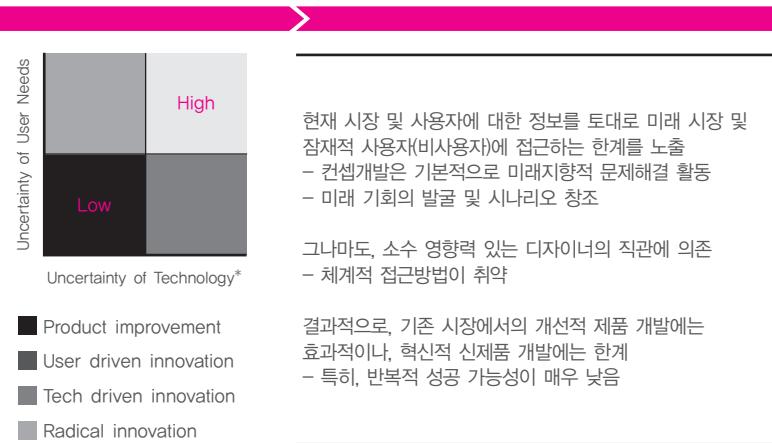 Uncertainty of User Needs
High
Low
Uncertainty of Technology*
Product improvement
User driven innovation
Tech driven innovation
Radical innovation
현재 시장 및 사용자에 대한 정보를 토대로 미래 시장 및
잠재적 사용자(비사용자)에 접근하는 한계를 노출
– 컨셉개발은 기본적으로 미래지향적 문제해결 활동
– 미래 기회의 발굴 및 시나리오 창조
그나마도, 소수 영향력 있는 디자이너의 직관에 의존
– 체계적 접근방법이 취약
결과적으로, 기존 시장에서의 개선적 제품 개발에는
효과적이나, 혁신적 신제품 개발에는 한계
– 특히, 반복적 성공 가능성이 매우 낮음